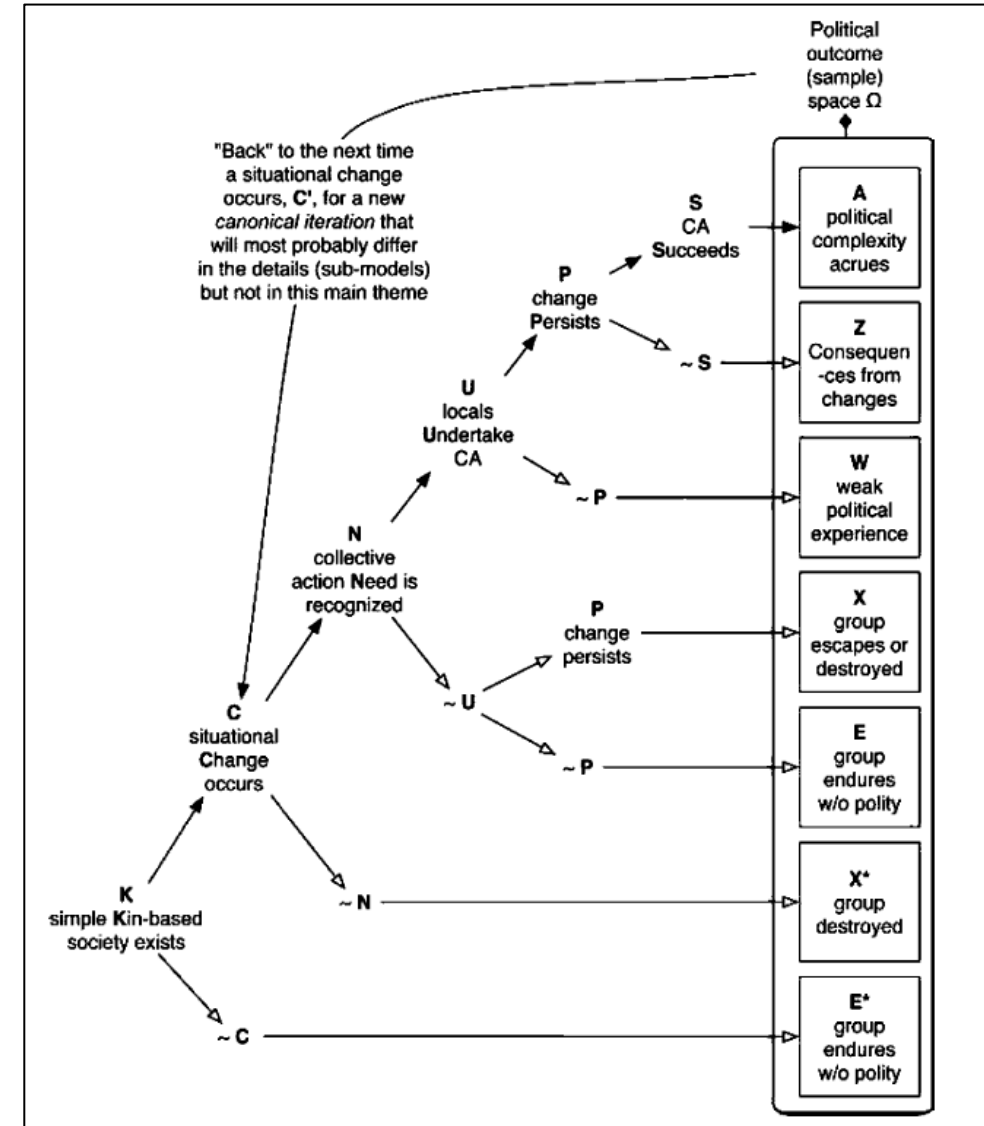 Political
outcome
(sample)
space Ω
"Back" to the next time
a situational change
occurs, C', for a new
canonical iteration that
will most probably differ
in the details (sub-models)
but not in this main theme
S
CA
Succeeds
A
political
complexity
acrues
P
change
Persists
~ S
Z
Consequen
-ces from
changes
U
locals
Undertake
CA
~ P
W
weak
political
experience
N
collective
action Need is
recognized
P
change
persists
X
group
escapes or
destroyed
~ U
C
situational
Change
occurs
~ P
E
group
endures
w/o polity
K
simple Kin-based
society exists
~ N
X*
group
destroyed
~ C
E*
group
endures
w/o polity